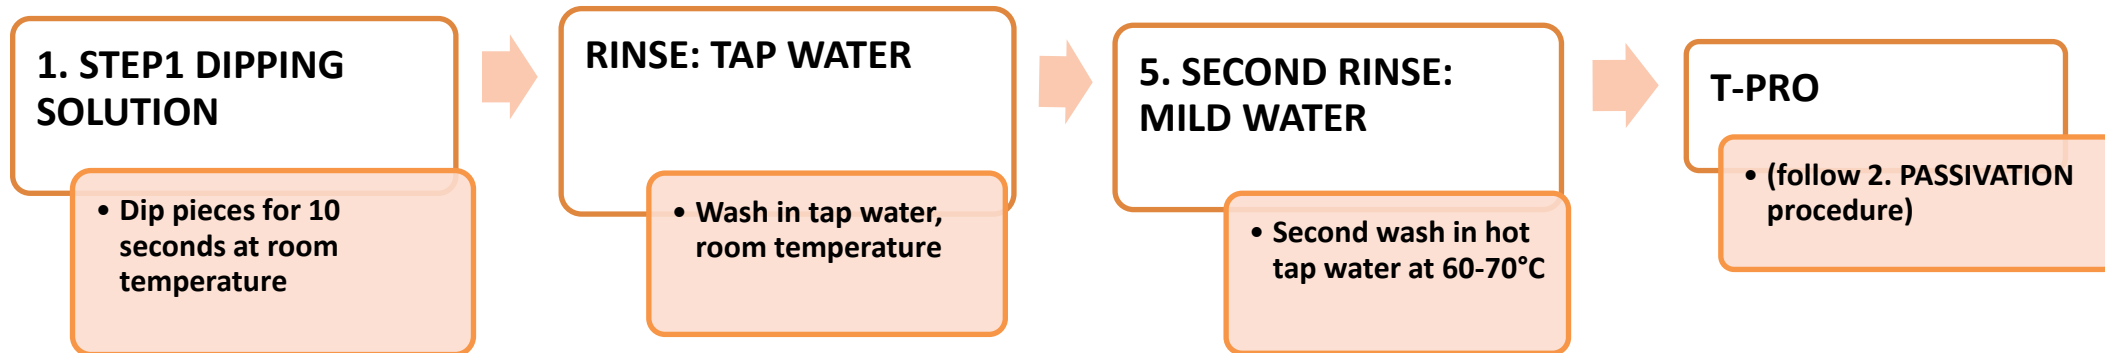 1. STEP1 DIPPING
SOLUTION
• Dip pieces for 10
seconds at room
temperature
RINSE: TAP WATER
• Wash in tap water,
room temperature
5. SECOND RINSE:
MILD WATER
• Second wash in hot
tap water at 60-70°C
T-PRO
• (follow 2. PASSIVATION
procedure)